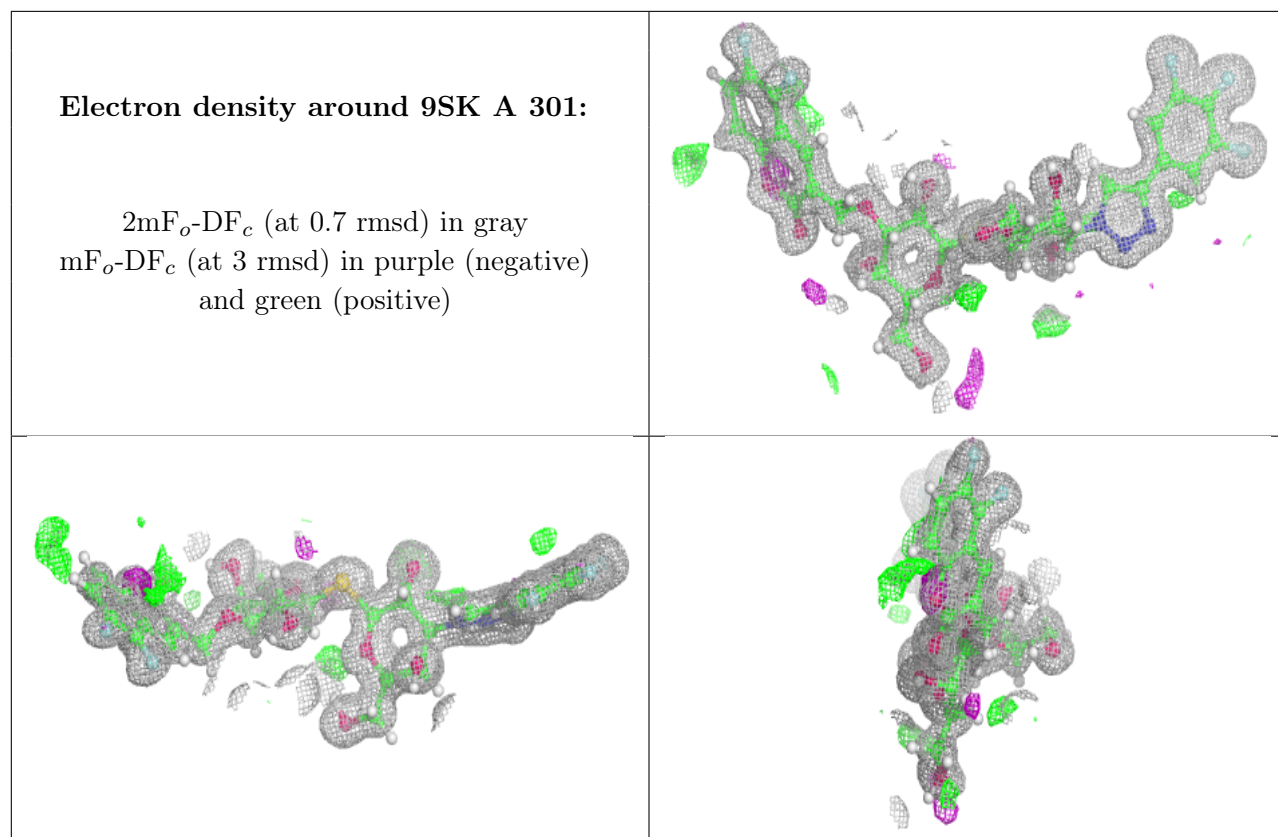 Electron density around 9SK A 301:
2mFo-DFc (at 0.7 rmsd) in gray
mFo-DFc (at 3 rmsd) in purple (negative)
and green (positive)